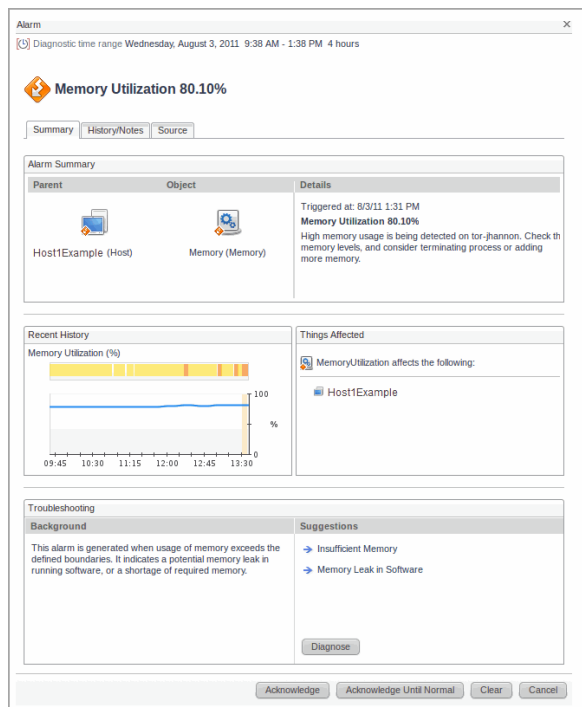 Alarm
Diagnostic time range Wednesday, August 3, 2011 9:38 AM - 1:38 PM 4 hours
Memory Utilization 80.10%
Summary History/Notes Source
Alarm Summary
Parent Object Details
Triggered at: 8/3/11 1:31 PM
Memory Utilization 80.10%
High memory usage is being detected on tor-jhannon. Check th
memory levels, and consider terminating process or adding
more memory.
Host1Example (Host) Memory (Memory)
Recent History
Memory Utilization (%)
100
%
0
09:45 10:30 11:15 12:00 12:45 13:30
Things Affected
MemoryUtilization affects the following:
Host1Example
Troubleshooting
Background
This alarm is generated when usage of memory exceeds the
defined boundaries. It indicates a potential memory leak in
running software, or a shortage of required memory.
Suggestions
Insufficient Memory
Memory Leak in Software
Diagnose
Acknowledge Acknowledge Until Normal Clear Cancel